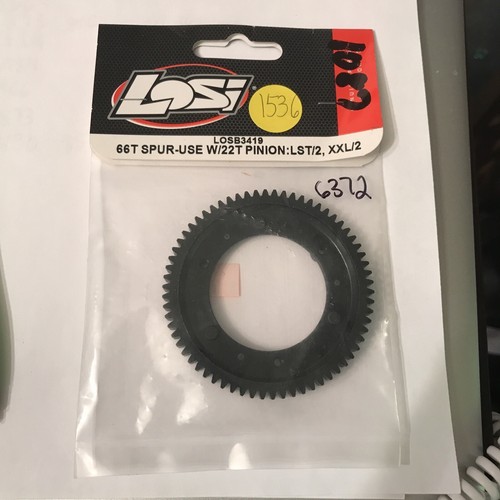 LOSi
1536
LOSB3419
66T SPUR-USE W/22T PINION:LST/2, XXL/2
6372